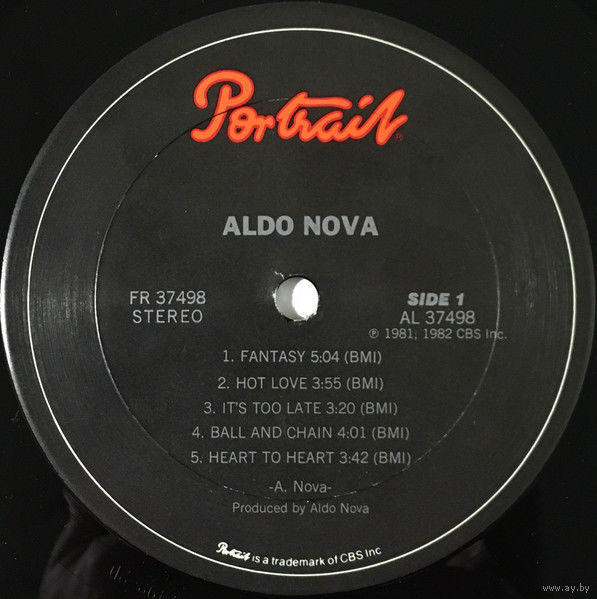 Portrait
ALDO NOVA
FR 37498
STEREO
SIDE 1
AL 37498
℗ 1981, 1982 CBS Inc.
1. FANTASY 5:04 (BMI)
2. HOT LOVE 3:55 (BMI)
3. IT'S TOO LATE 3:20 (BMI)
4. BALL AND CHAIN 4:01 (BMI)
5. HEART TO HEART 3:42 (BMI)
-A. Nova-
Produced by Aldo Nova
Portrait is a trademark of CBS Inc
www.ay.by